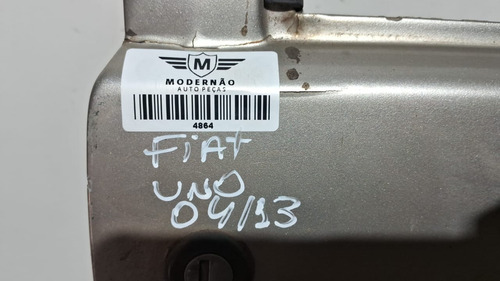 M
MODERNÃO
AUTO PEÇAS
4864
FiAt
UNO
04/13